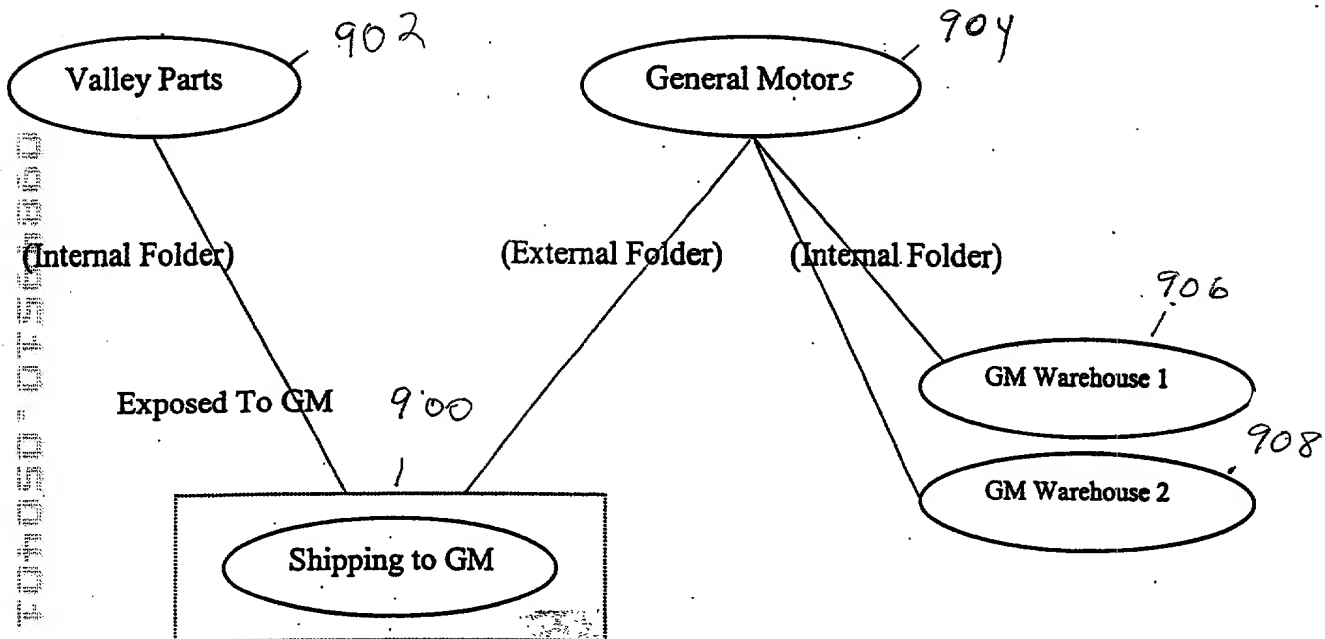 902
904
Valley Parts
General Motors
(Internal Folder)
(External Folder)
(Internal Folder)
906
GM Warehouse 1
Exposed To GM
900
908
GM Warehouse 2
Shipping to GM